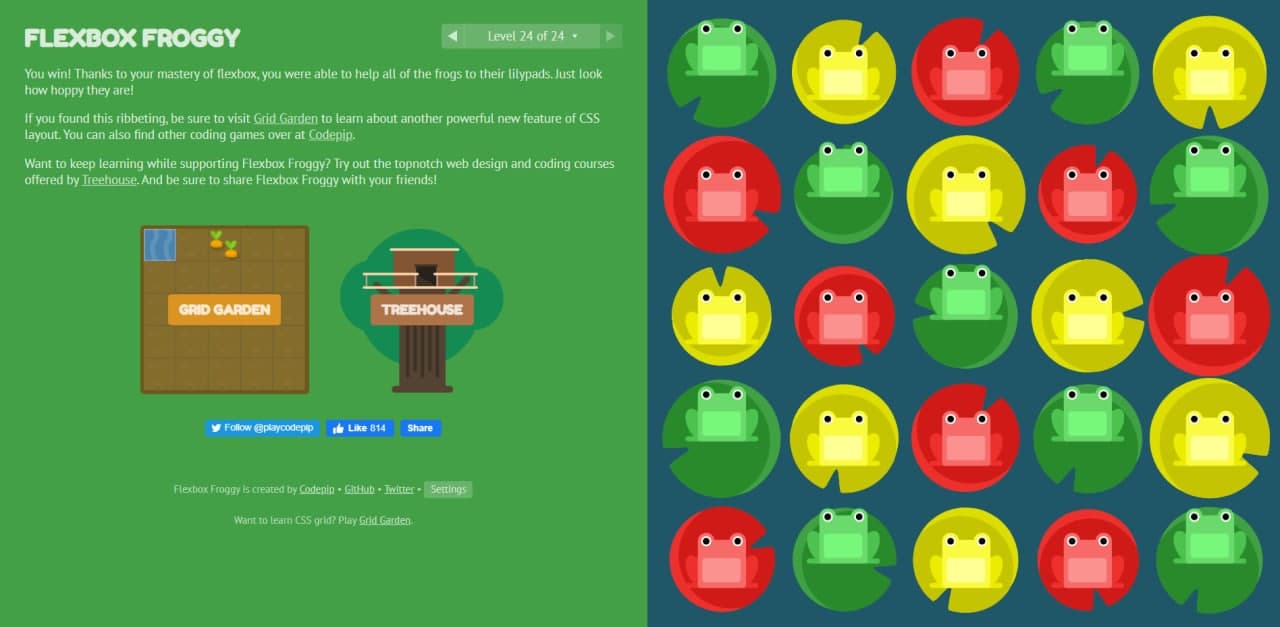 FLEXBOX FROGGY
◀ Level 24 of 24 ▾ ▶
You win! Thanks to your mastery of flexbox, you were able to help all of the frogs to their lilypads. Just look
how hoppy they are!
If you found this ribbeting, be sure to visit Grid Garden to learn about another powerful new feature of CSS
layout. You can also find other coding games over at Codepip.
Want to keep learning while supporting Flexbox Froggy? Try out the topnotch web design and coding courses
offered by Treehouse. And be sure to share Flexbox Froggy with your friends!
GRID GARDEN
TREEHOUSE
Follow @playcodepip Like 814 Share
Flexbox Froggy is created by Codepip • GitHub • Twitter • Settings
Want to learn CSS grid? Play Grid Garden.